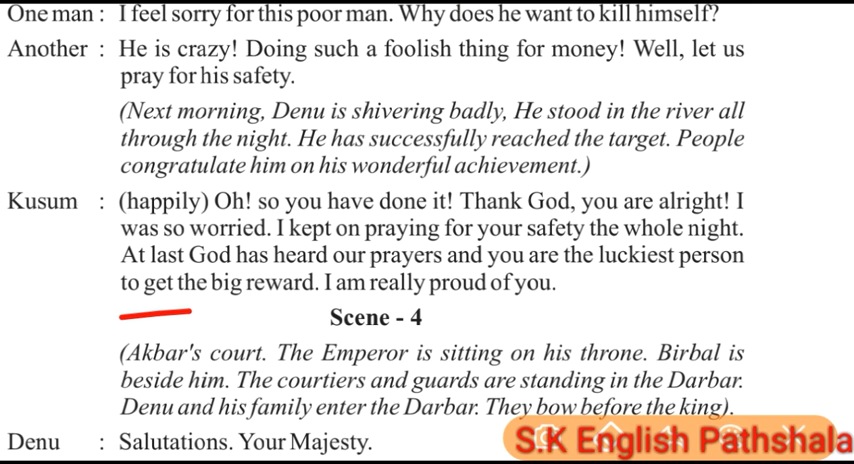 One man : I feel sorry for this poor man. Why does he want to kill himself?
Another : He is crazy! Doing such a foolish thing for money! Well, let us
pray for his safety.
(Next morning, Denu is shivering badly, He stood in the river all
through the night. He has successfully reached the target. People
congratulate him on his wonderful achievement.)
Kusum : (happily) Oh! so you have done it! Thank God, you are alright! I
was so worried. I kept on praying for your safety the whole night.
At last God has heard our prayers and you are the luckiest person
to get the big reward. I am really proud of you.
Scene - 4
(Akbar's court. The Emperor is sitting on his throne. Birbal is
beside him. The courtiers and guards are standing in the Darbar.
Denu and his family enter the Darbar. They bow before the king).
Denu : Salutations. Your Majesty.
S.K English Pathshala